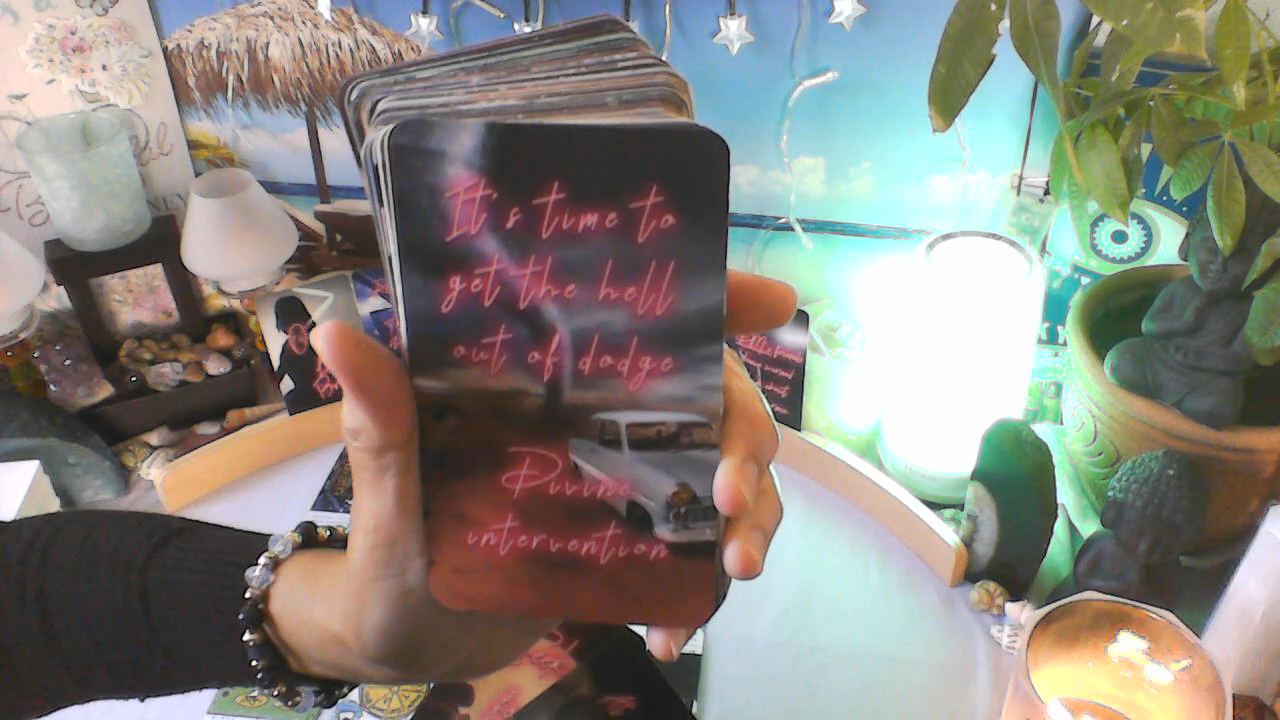 It's time to
get the hell
out of dodge
Divine
intervention